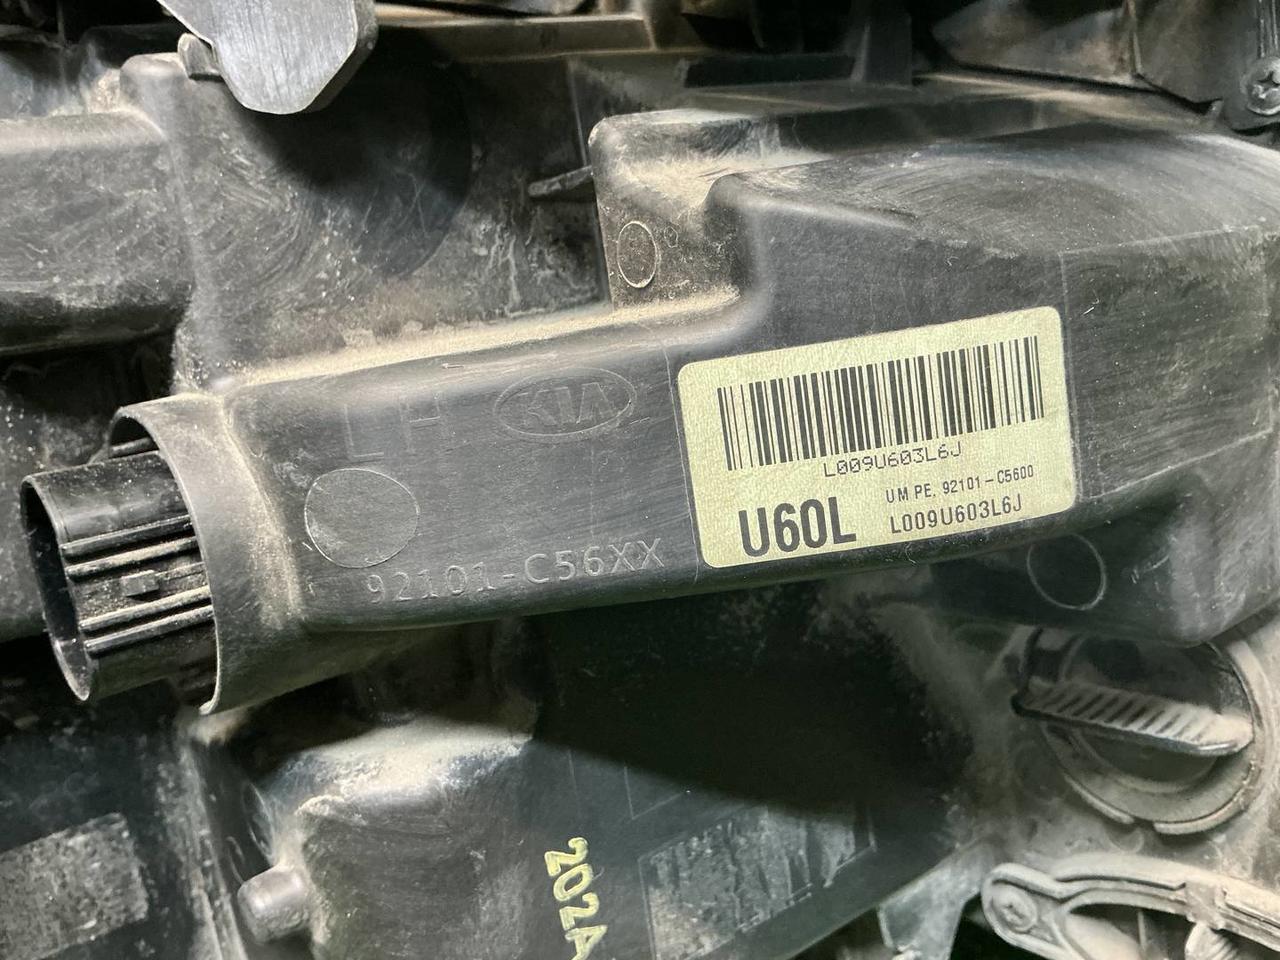 LH KIA
92101-C56XX
L009U603L6J
U60L
UM PE. 92101-C5600
L009U603L6J
202A